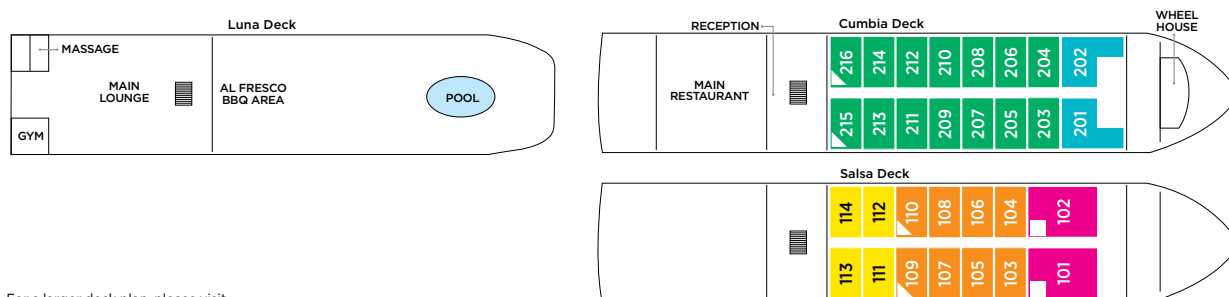 Luna Deck
MASSAGE
MAIN
LOUNGE
AL FRESCO
BBQ AREA
POOL
GYM
Cumbia Deck
RECEPTION
WHEEL
HOUSE
MAIN
RESTAURANT
216 214 212 210 208 206 204 202
215 213 211 209 207 205 203 201
Salsa Deck
114 112 110 108 106 104 102
113 111 109 107 105 103 101